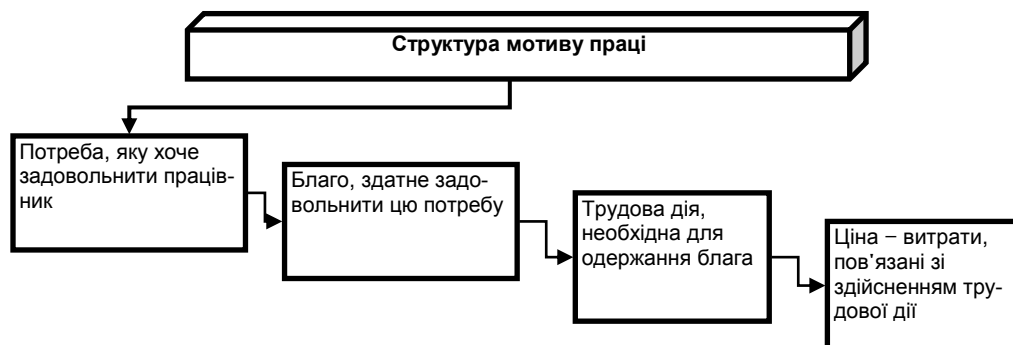 Структура мотиву праці
Потреба, яку хоче
задовольнити праців-
ник
Благо, здатне задо-
вольнити цю потребу
Трудова дія,
необхідна для
одержання блага
Ціна − витрати,
пов'язані зі
здійсненням тру-
дової дії